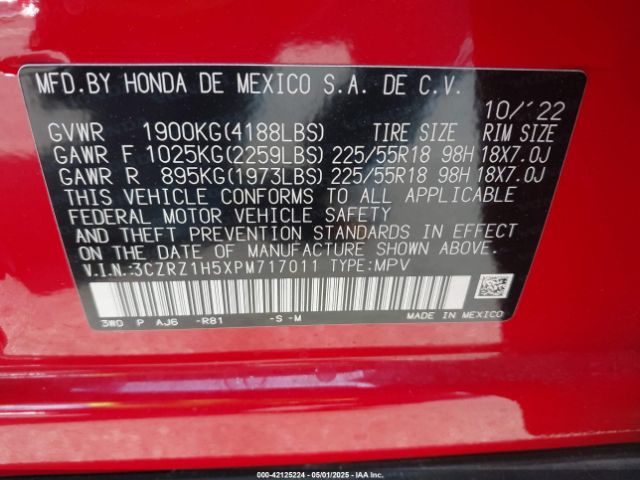 MFD.BY HONDA DE MEXICO S.A. DE C.V.
10/'22
GVWR 1900KG(4188LBS) TIRE SIZE RIM SIZE
GAWR F 1025KG(2259LBS) 225/55R18 98H 18X7.0J
GAWR R 895KG(1973LBS) 225/55R18 98H 18X7.0J
THIS VEHICLE CONFORMS TO ALL APPLICABLE
FEDERAL MOTOR VEHICLE SAFETY
AND THEFT PREVENTION STANDARDS IN EFFECT
ON THE DATE OF MANUFACTURE SHOWN ABOVE.
V.I.N.:3CZRZ1H5XPM717011 TYPE:MPV
3W0 P AJ6 -R81 -S -M MADE IN MEXICO
000-42125224 - 05/01/2025 - IAA Inc.